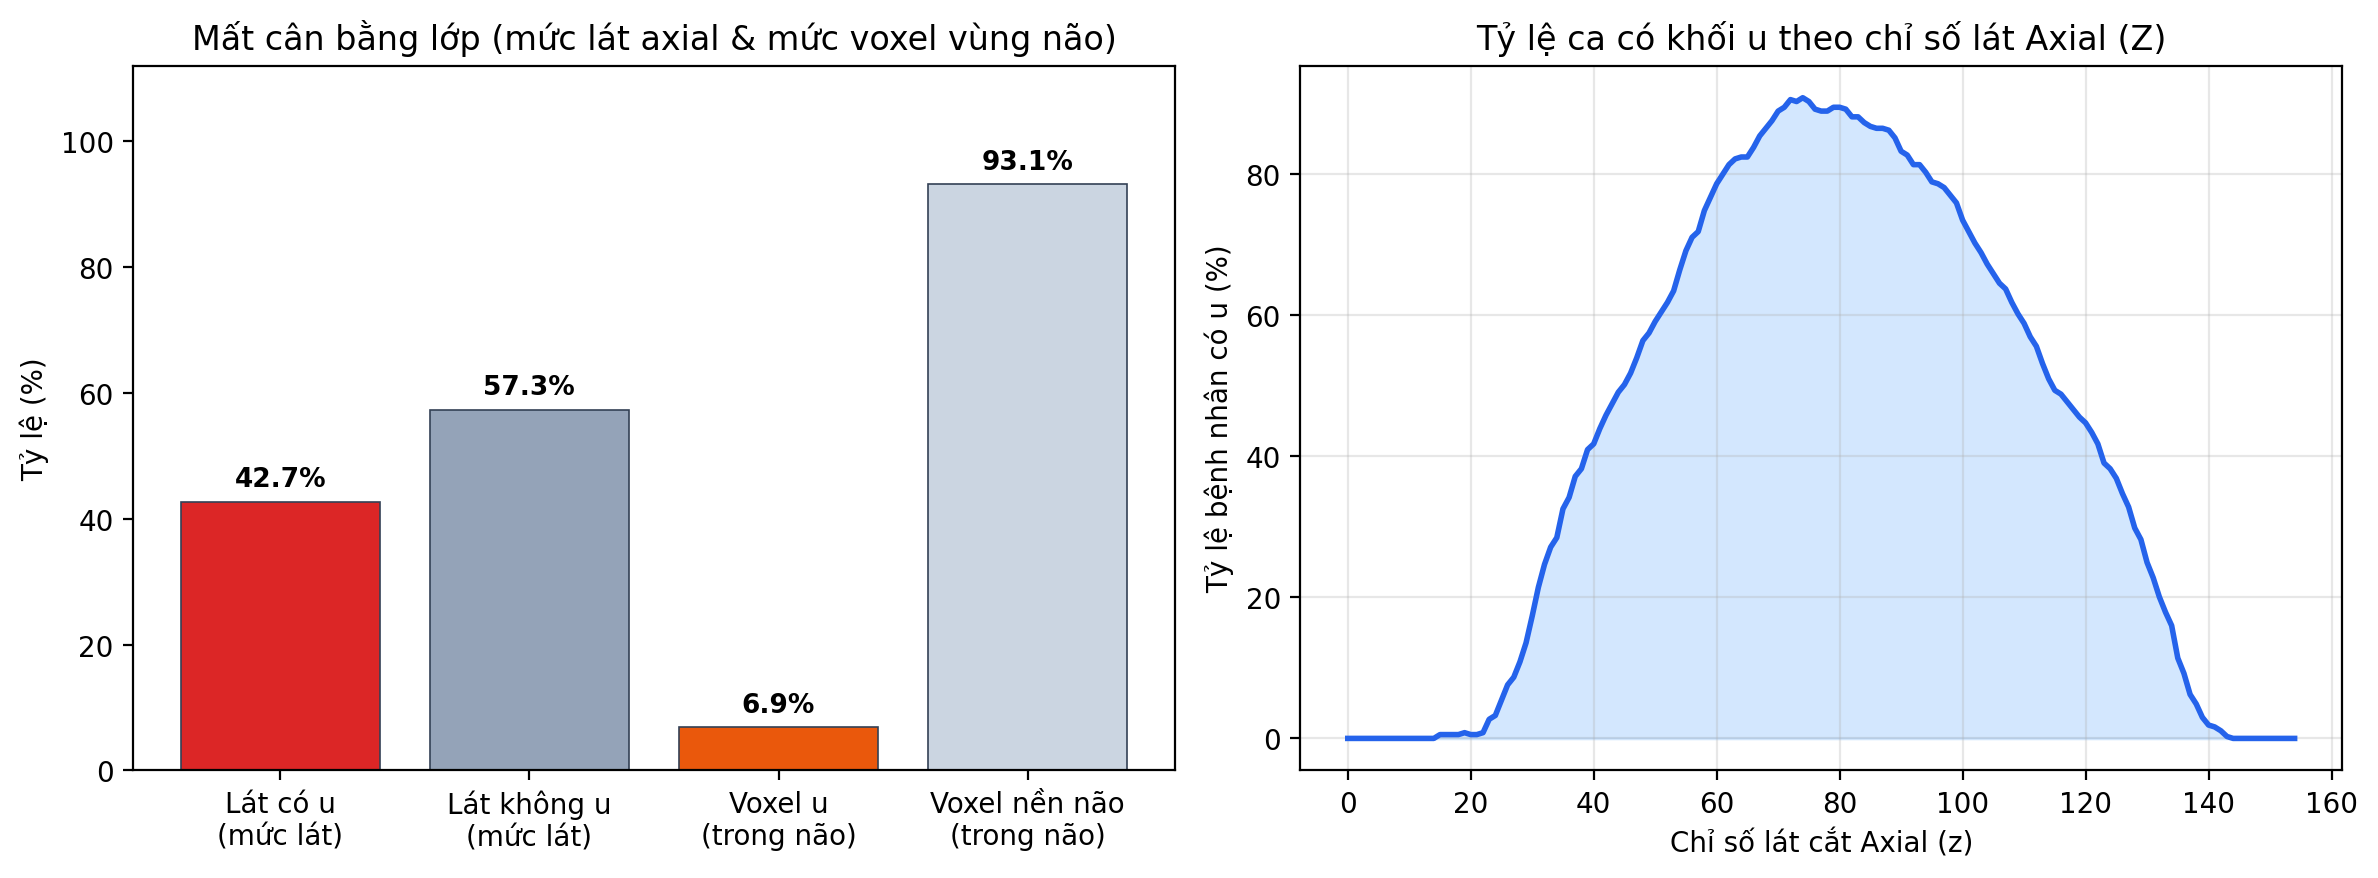 Mất cân bằng lớp (mức lát axial & mức voxel vùng não)
Tỷ lệ (%)
100
80
60
40
20
0
42.7%
57.3%
6.9%
93.1%
Lát có u
(mức lát)
Lát không u
(mức lát)
Voxel u
(trong não)
Voxel nền não
(trong não)
Tỷ lệ ca có khối u theo chỉ số lát Axial (Z)
Tỷ lệ bệnh nhân có u (%)
80
60
40
20
0
0 20 40 60 80 100 120 140 160
Chỉ số lát cắt Axial (z)